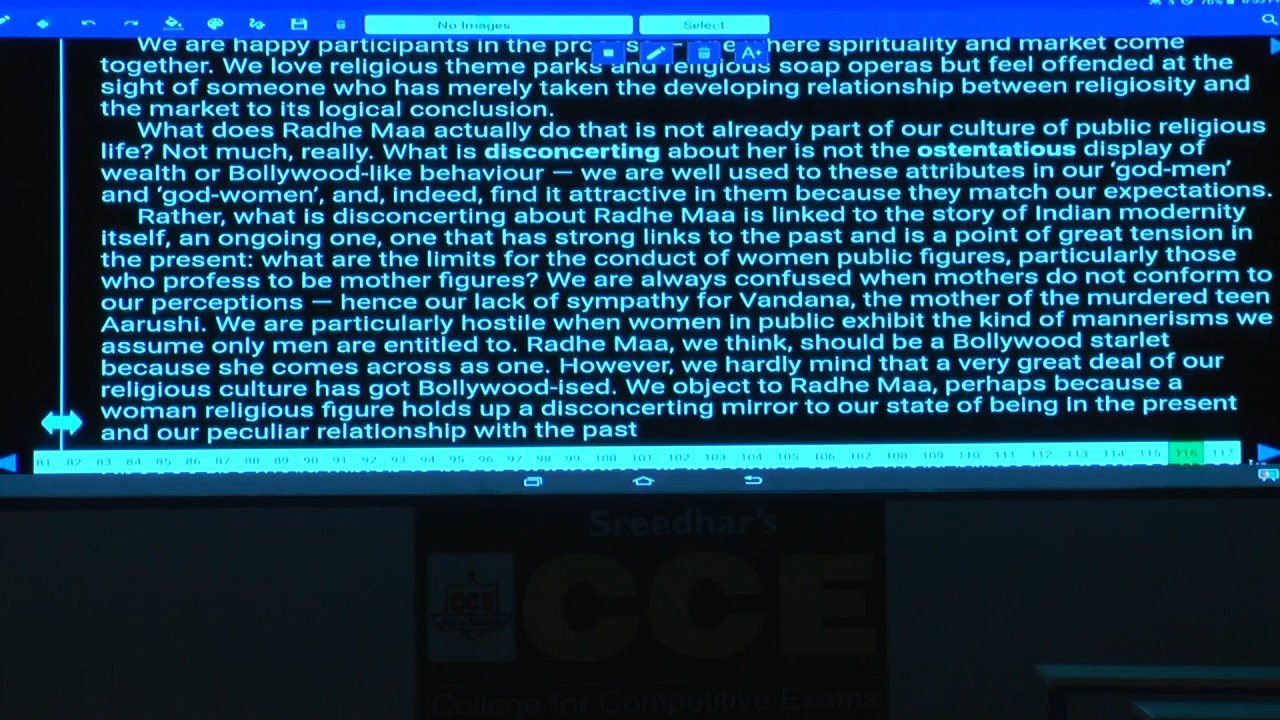 No Images
Select
We are happy participants in the here spirituality and market come
together. We love religious theme parks and religious soap operas but feel offended at the
sight of someone who has merely taken the developing relationship between religiosity and
the market to its logical conclusion.
What does Radhe Maa actually do that is not already part of our culture of public religious
life? Not much, really. What is disconcerting about her is not the ostentatious display of
wealth or Bollywood-like behaviour — we are well used to these attributes in our ‘god-men’
and ‘god-women’, and, indeed, find it attractive in them because they match our expectations.
Rather, what is disconcerting about Radhe Maa is linked to the story of Indian modernity
itself, an ongoing one, one that has strong links to the past and is a point of great tension in
the present: what are the limits for the conduct of women public figures, particularly those
who profess to be mother figures? We are always confused when mothers do not conform to
our perceptions — hence our lack of sympathy for Vandana, the mother of the murdered teen
Aarushi. We are particularly hostile when women in public exhibit the kind of mannerisms we
assume only men are entitled to. Radhe Maa, we think, should be a Bollywood starlet
because she comes across as one. However, we hardly mind that a very great deal of our
religious culture has got Bollywood-ised. We object to Radhe Maa, perhaps because a
woman religious figure holds up a disconcerting mirror to our state of being in the present
and our peculiar relationship with the past
81 82 83 84 85 86 87 88 89 90 91 92 93 94 95 96 97 98 99 100 101 102 103 104 105 106 107 108 109 110 111 112 113 114 115 116 117
Sreedhar's
CCE
CCE
College for Competitive Exams